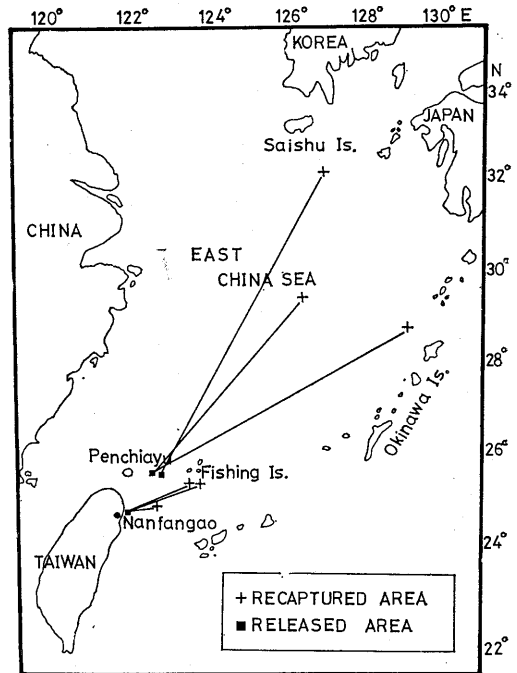 120° 122° 124° 126° 128° 130° E
KOREA
N
34°
JAPAN
Saishu Is.
32°
CHINA
EAST
CHINA SEA
30°
28°
Okinawa Is.
26°
Penchiayu
Fishing Is.
Nanfangao
24°
TAIWAN
+ RECAPTURED AREA
■ RELEASED AREA
22°